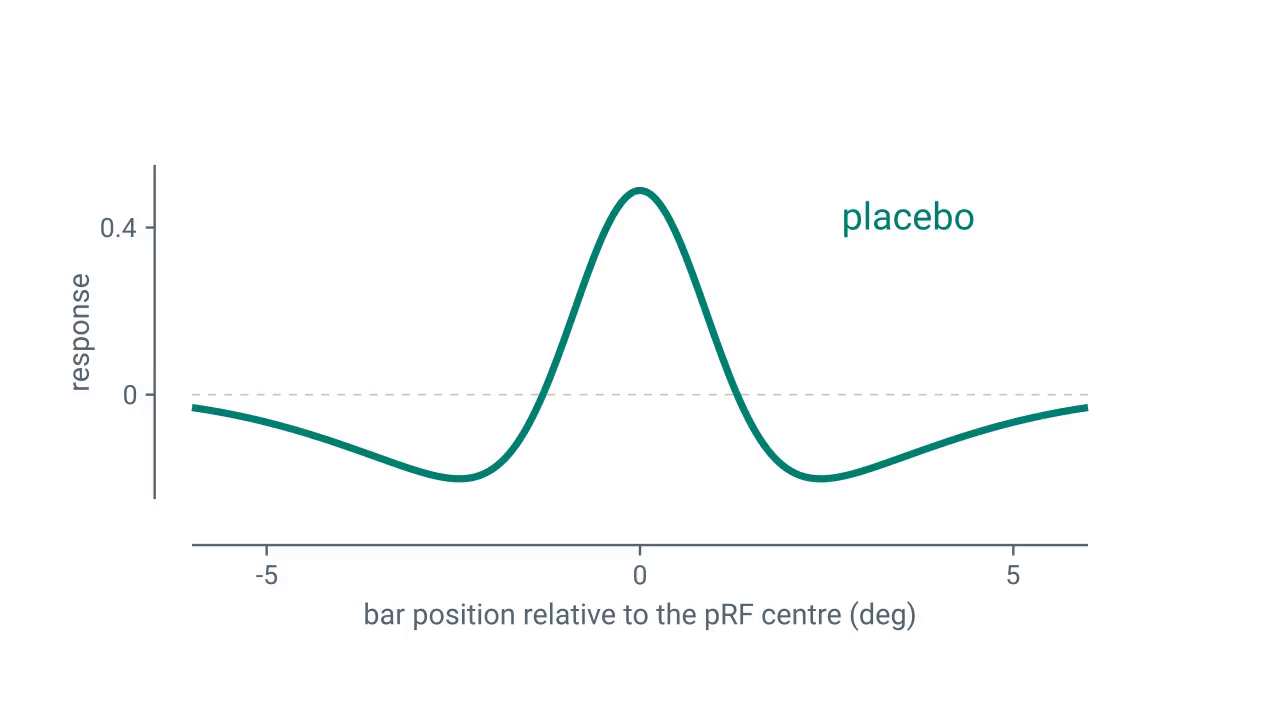 placebo
0.4
response
0
-5 0 5
bar position relative to the pRF centre (deg)